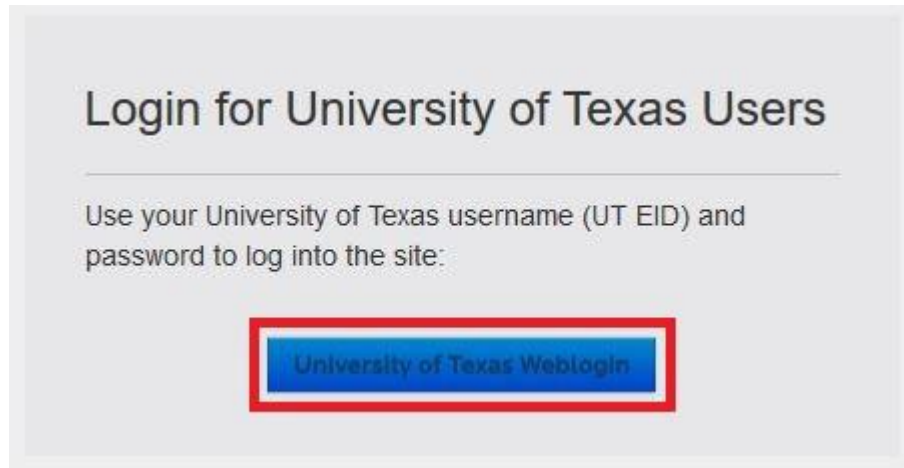 Login for University of Texas Users
Use your University of Texas username (UT EID) and
password to log into the site:
University of Texas Weblogin